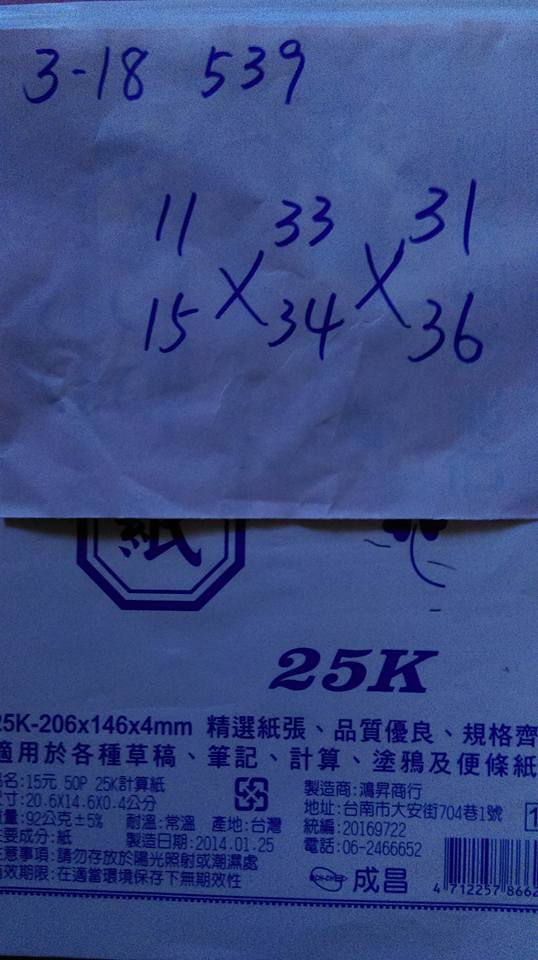 3-18 539
11 33 31
X X
15 34 36
紙
25K
25K-206x146x4mm 精選紙張、品質優良、規格齊
適用於各種草稿、筆記、計算、塗鴉及便條紙
名:15元 50P 25K計算紙
寸:20.6X14.6X0.4公分
重量:92公克±5% 耐溫:常溫 產地:台灣
主要成分:紙 製造日期:2014.01.25
注意事項:請勿存放於陽光照射或潮濕處
有效期限:在適當環境保存下無期效性
製造商:鴻昇商行
地址:台南市大安街704巷1號
統編:20169722
電話:06-2466652
成昌
4 712257 8662